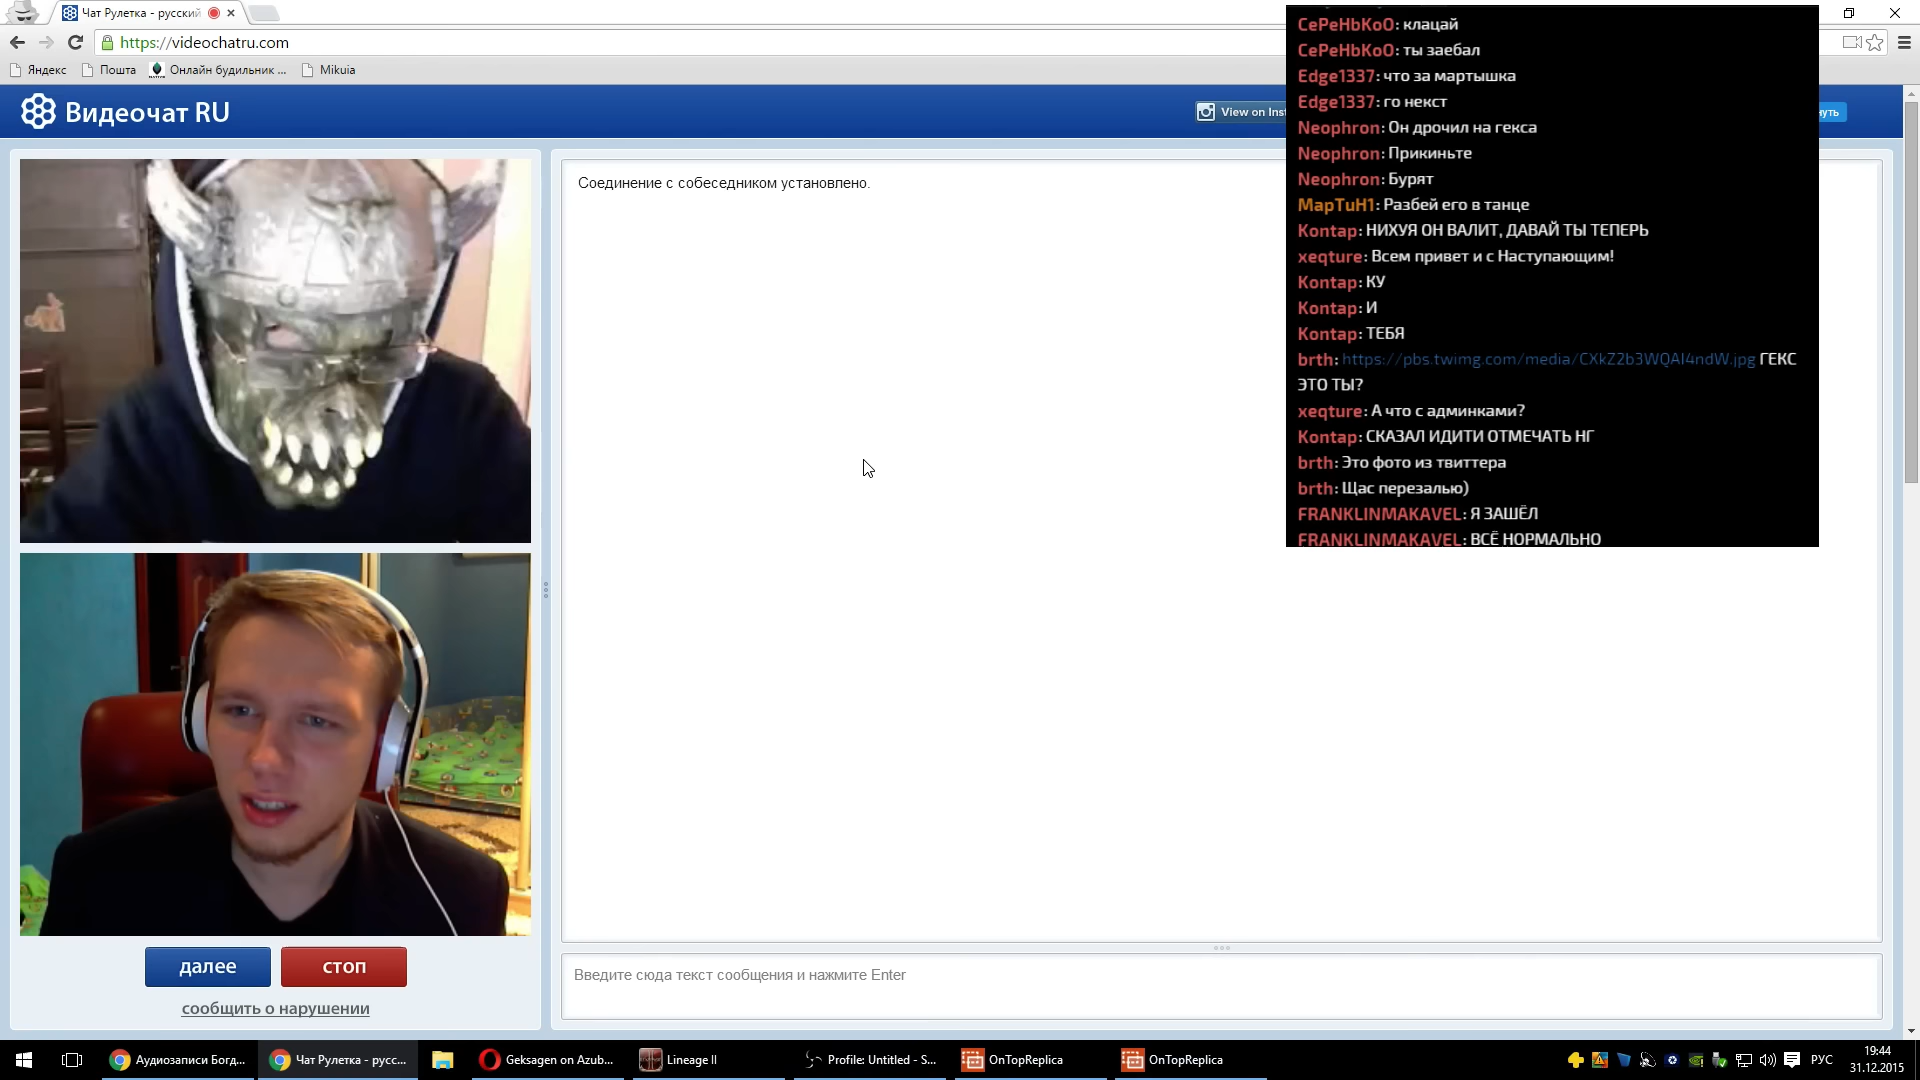 Чат Рулетка - русский
https://videochatru.com
Яндекс
Пошта
Онлайн будильник ...
Mikuia
Видеочат RU
View on Inst
нуть
Соединение с собеседником установлено.
CePeHbKoO: клацай
CePeHbKoO: ты заебал
Edge1337: что за мартышка
Edge1337: го некст
Neophron: Он дрочил на гекса
Neophron: Прикиньте
Neophron: Бурят
MapTuH1: Разбей его в танце
Kontap: НИХУЯ ОН ВАЛИТ, ДАВАЙ ТЫ ТЕПЕРЬ
xeqture: Всем привет и с Наступающим!
Kontap: КУ
Kontap: И
Kontap: ТЕБЯ
brth: https://pbs.twimg.com/media/CXkZ2b3WQAI4ndW.jpg ГЕКС
ЭТО ТЫ?
xeqture: А что с админками?
Kontap: СКАЗАЛ ИДИТИ ОТМЕЧАТЬ НГ
brth: Это фото из твиттера
brth: Щас перезалью)
FRANKLINMAKAVEL: Я ЗАШЁЛ
FRANKLINMAKAVEL: ВСЁ НОРМАЛЬНО
далее
стоп
сообщить о нарушении
Введите сюда текст сообщения и нажмите Enter
Аудиозаписи Богд...
Чат Рулетка - русс...
Geksagen on Azub...
Lineage II
Profile: Untitled - S...
OnTopReplica
OnTopReplica
РУС
19:44
31.12.2015